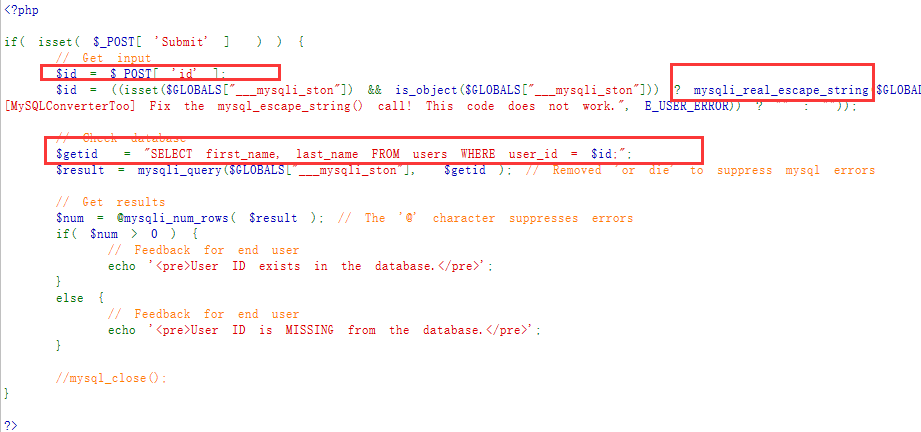 <?php
if( isset( $_POST[ 'Submit' ] ) ) {
// Get input
$id = $_POST[ 'id' ];
$id = ((isset($GLOBALS["___mysqli_ston"]) && is_object($GLOBALS["___mysqli_ston"])) ? mysqli_real_escape_string($GLOBAL
[MySQLConverterToo] Fix the mysql_escape_string() call! This code does not work.", E_USER_ERROR)) ? "" : ""));
// Check database
$getid = "SELECT first_name, last_name FROM users WHERE user_id = $id;";
$result = mysqli_query($GLOBALS["___mysqli_ston"], $getid ); // Removed 'or die' to suppress mysql errors
// Get results
$num = @mysqli_num_rows( $result ); // The '@' character suppresses errors
if( $num > 0 ) {
// Feedback for end user
echo '<pre>User ID exists in the database.</pre>';
}
else {
// Feedback for end user
echo '<pre>User ID is MISSING from the database.</pre>';
}
//mysql_close();
}
?>